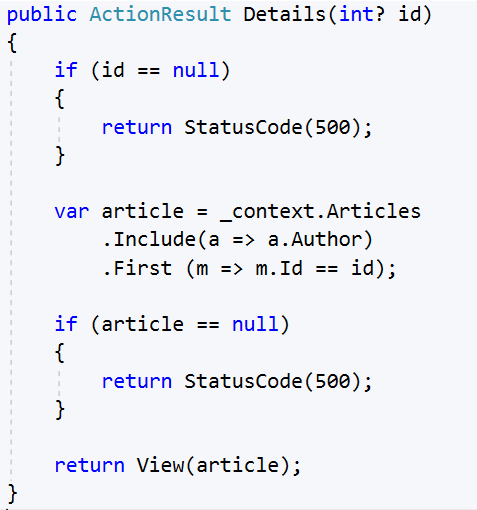 public ActionResult Details(int? id)
{
    if (id == null)
    {
        return StatusCode(500);
    }

    var article = _context.Articles
        .Include(a => a.Author)
        .First (m => m.Id == id);

    if (article == null)
    {
        return StatusCode(500);
    }

    return View(article);
}